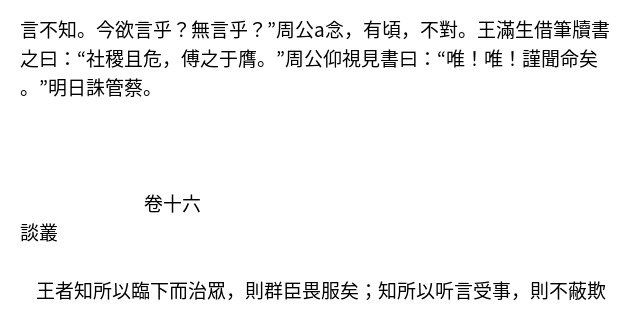 言不知。今欲言乎？無言乎？”周公a念，有頃，不對。王滿生借筆牘書
之曰：“社稷且危，傅之于膺。”周公仰視見書曰：“唯！唯！謹聞命矣
。”明日誅管蔡。
卷十六
談叢
王者知所以臨下而治眾，則群臣畏服矣；知所以听言受事，則不蔽欺